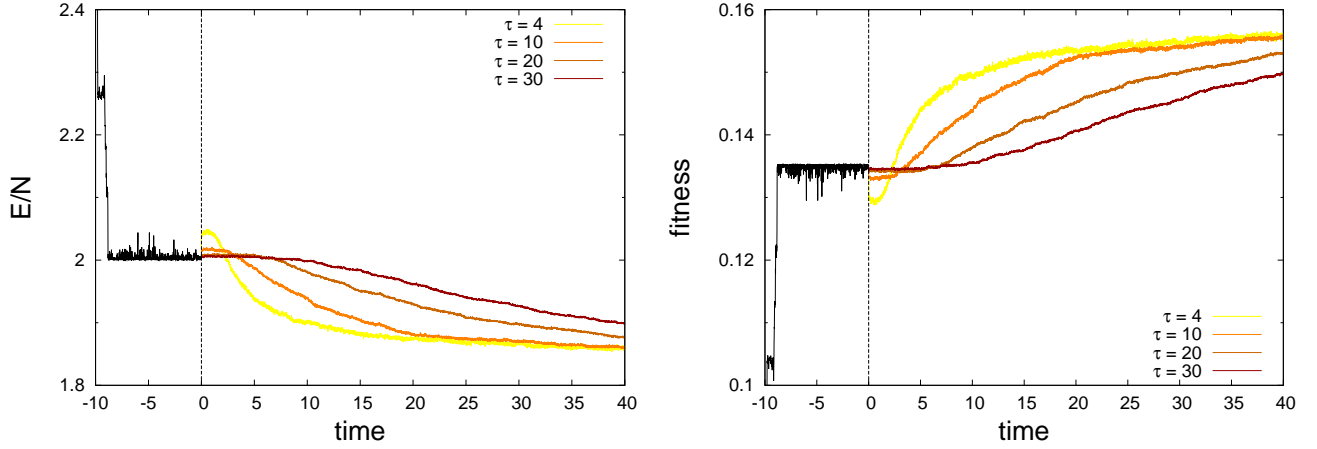 E/N
2.4
2.2
2
1.8
-10 -5 0 5 10 15 20 25 30 35 40
time
τ = 4
τ = 10
τ = 20
τ = 30
fitness
0.16
0.14
0.12
0.1
-10 -5 0 5 10 15 20 25 30 35 40
time
τ = 4
τ = 10
τ = 20
τ = 30